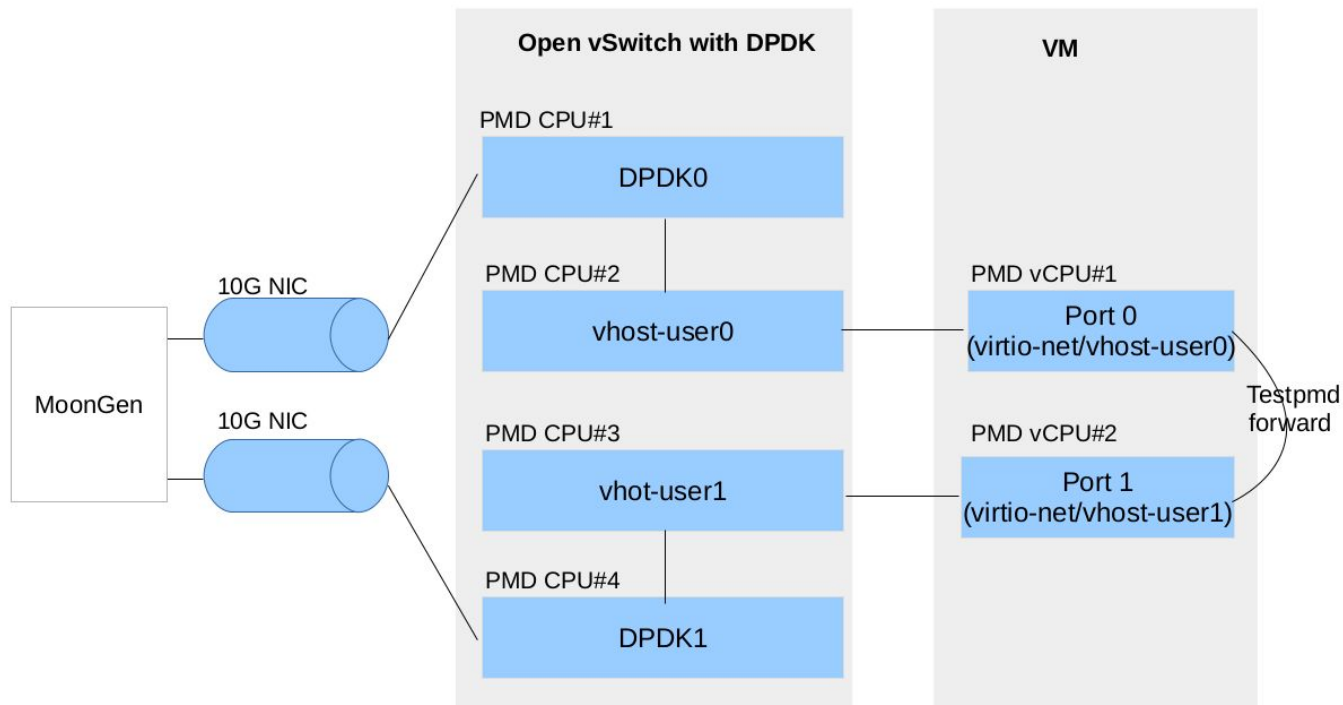 Open vSwitch with DPDK
VM
PMD CPU#1
DPDK0
10G NIC
PMD CPU#2
vhost-user0
PMD vCPU#1
Port 0
(virtio-net/vhost-user0)
MoonGen
Testpmd
forward
10G NIC
PMD CPU#3
vhot-user1
PMD vCPU#2
Port 1
(virtio-net/vhost-user1)
PMD CPU#4
DPDK1